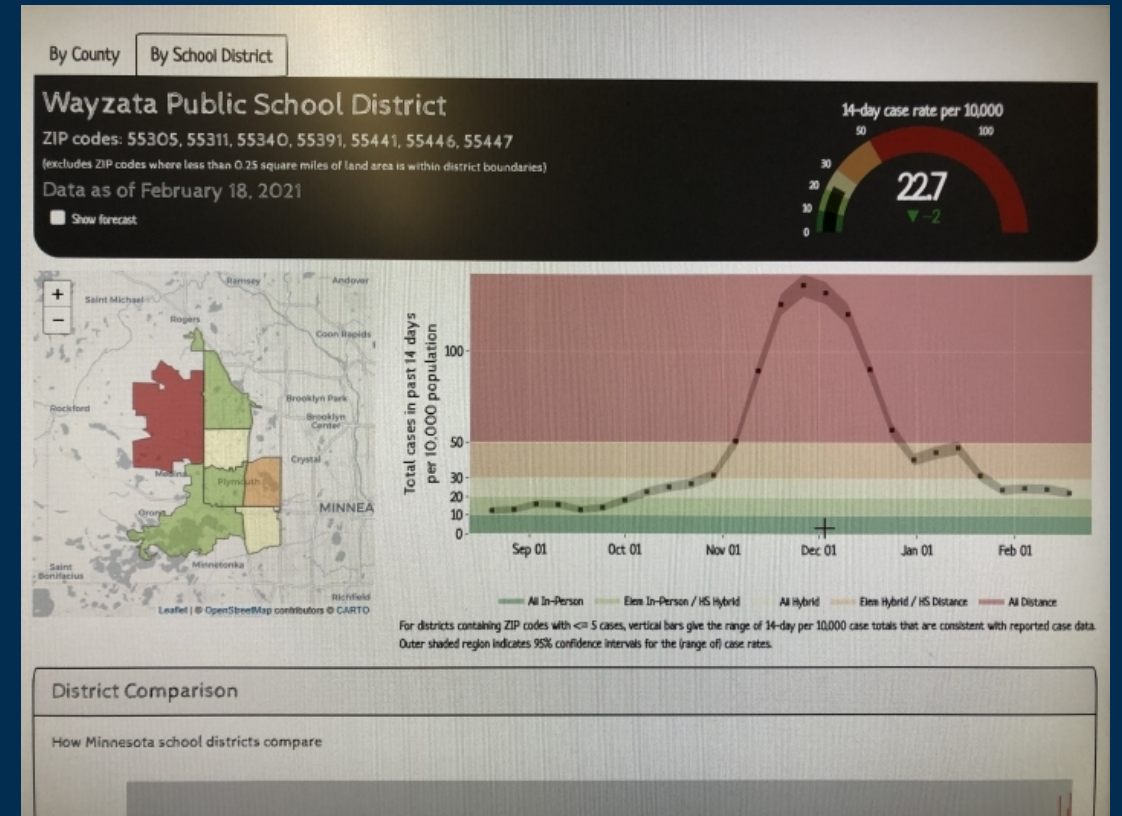 By County
By School District
Wayzata Public School District
ZIP codes: 55305, 55311, 55340, 55391, 55441, 55446, 55447
(excludes ZIP codes where less than 0.25 square miles of land area is within district boundaries)
Data as of February 18, 2021
Show forecast
14-day case rate per 10,000
50
100
30
20
10
0
22.7
▼ -2
+
−
Ramsey
Andover
Saint Michael
Rogers
Coon Rapids
Rockford
Brooklyn Park
Brooklyn
Center
Crystal
Medina
Plymouth
Orono
MINNEA
Saint
Bonifacius
Minnetonka
Richfield
Leaflet | © OpenStreetMap contributors © CARTO
Total cases in past 14 days
per 10,000 population
100
50
30
20
10
0
Sep 01
Oct 01
Nov 01
Dec 01
Jan 01
Feb 01
All In-Person
Elem In-Person / HS Hybrid
All Hybrid
Elem Hybrid / HS Distance
All Distance
For districts containing ZIP codes with <= 5 cases, vertical bars give the range of 14-day per 10,000 case totals that are consistent with reported case data.
Outer shaded region indicates 95% confidence intervals for the (range of) case rates.
District Comparison
How Minnesota school districts compare